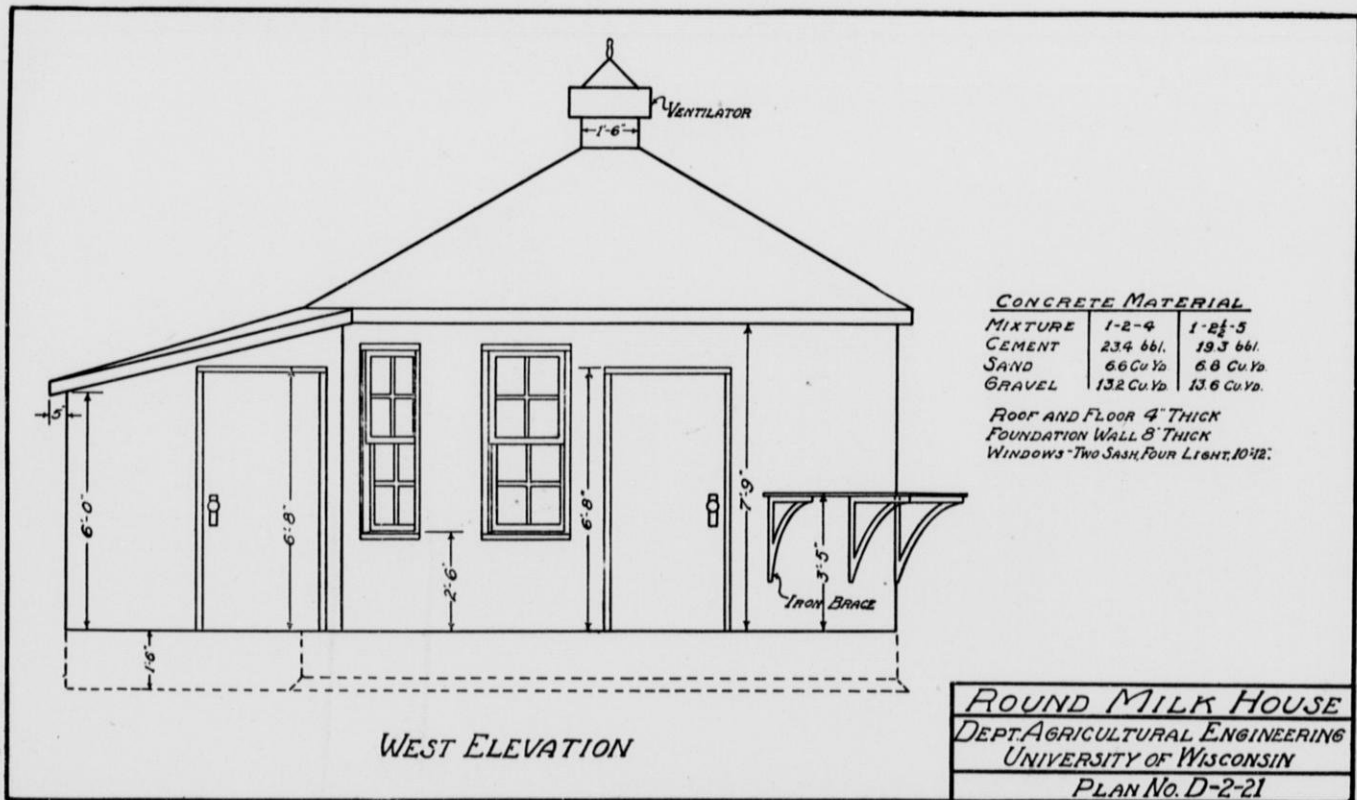 VENTILATOR
1'-6"
CONCRETE MATERIAL
MIXTURE 1-2-4 1-2½-5
CEMENT 23.4 bbl. 19.3 bbl.
SAND 6.6 CU.YD. 6.8 CU.YD.
GRAVEL 13.2 CU.YD. 13.6 CU.YD.
ROOF AND FLOOR 4" THICK
FOUNDATION WALL 8" THICK
WINDOWS-TWO SASH, FOUR LIGHT, 10"-12".
5"
6'-0"
6'-8"
2'-6"
6'-8"
7'-9"
3'-5"
IRON BRACE
1'-6"
WEST ELEVATION
ROUND MILK HOUSE
DEPT. AGRICULTURAL ENGINEERING
UNIVERSITY OF WISCONSIN
PLAN NO. D-2-21